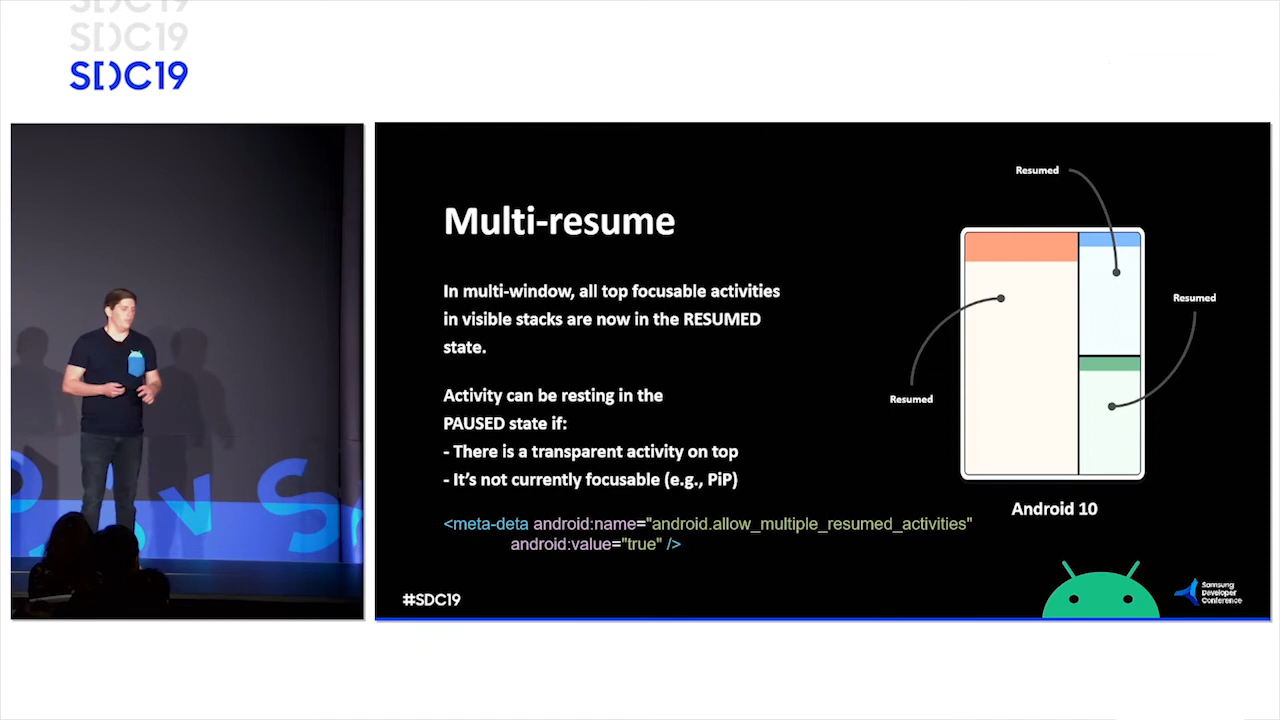 SDC19
SDC19
SDC19
Multi-resume
In multi-window, all top focusable activities
in visible stacks are now in the RESUMED
state.
Activity can be resting in the
PAUSED state if:
- There is a transparent activity on top
- It’s not currently focusable (e.g., PiP)
<meta-deta android:name="android.allow_multiple_resumed_activities"
android:value="true" />
Resumed
Resumed
Resumed
Android 10
#SDC19
Samsung
Developer
Conference